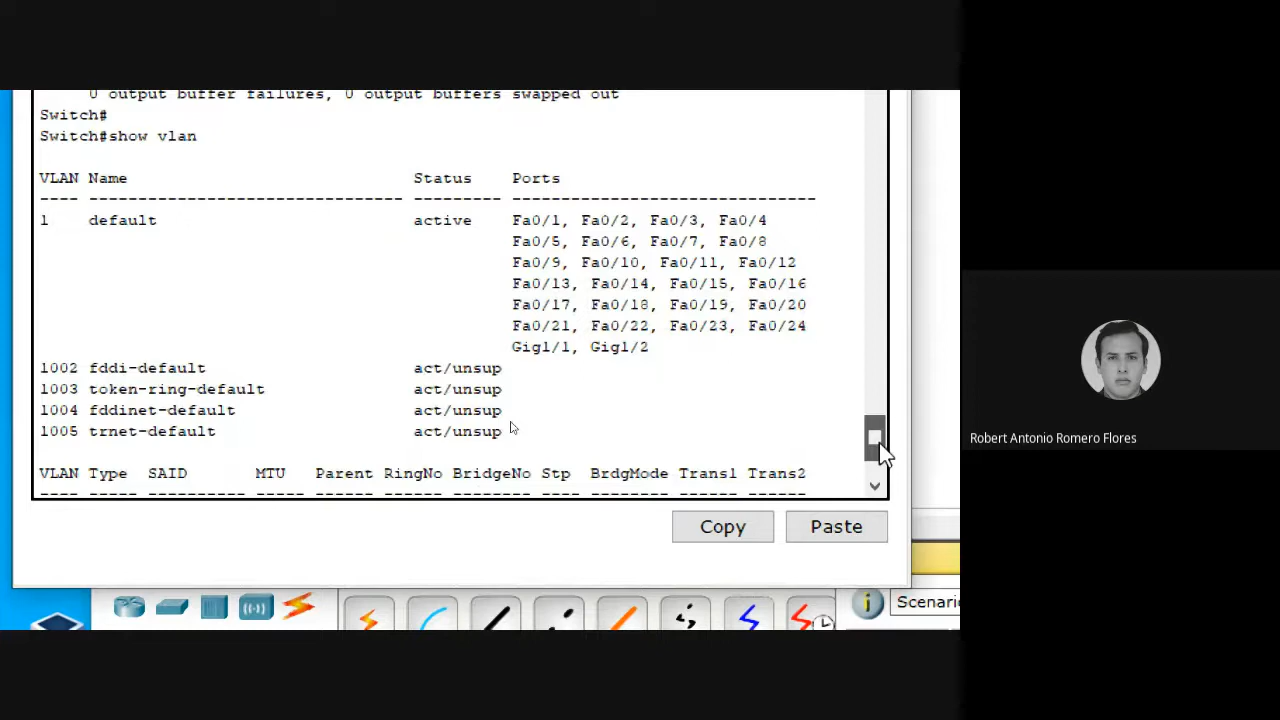 0 output buffer failures, 0 output buffers swapped out
Switch#
Switch#show vlan
VLAN Name Status Ports
---- -------------------------------- --------- -------------------------------
1 default active Fa0/1, Fa0/2, Fa0/3, Fa0/4
Fa0/5, Fa0/6, Fa0/7, Fa0/8
Fa0/9, Fa0/10, Fa0/11, Fa0/12
Fa0/13, Fa0/14, Fa0/15, Fa0/16
Fa0/17, Fa0/18, Fa0/19, Fa0/20
Fa0/21, Fa0/22, Fa0/23, Fa0/24
Gig1/1, Gig1/2
1002 fddi-default act/unsup
1003 token-ring-default act/unsup
1004 fddinet-default act/unsup
1005 trnet-default act/unsup
VLAN Type SAID MTU Parent RingNo BridgeNo Stp BrdgMode Trans1 Trans2
---- ----- ---------- ----- ------ ------ -------- ---- -------- ------ ------
Copy Paste
Scenario
Robert Antonio Romero Flores